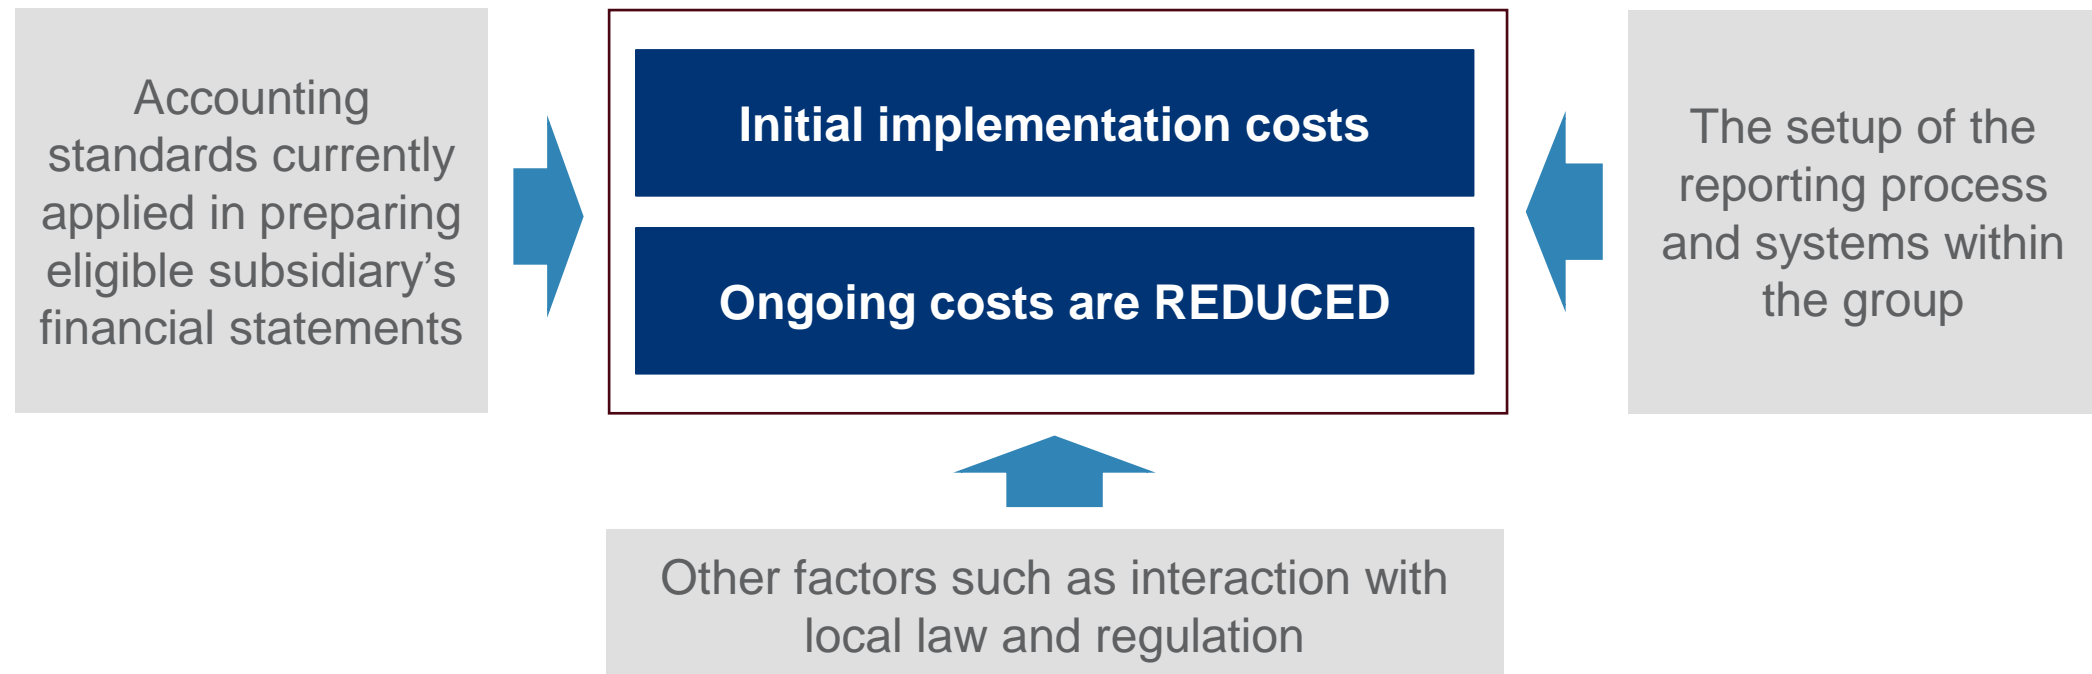 Accounting
standards currently
applied in preparing
eligible subsidiary’s
financial statements
Initial implementation costs
Ongoing costs are REDUCED
The setup of the
reporting process
and systems within
the group
Other factors such as interaction with
local law and regulation